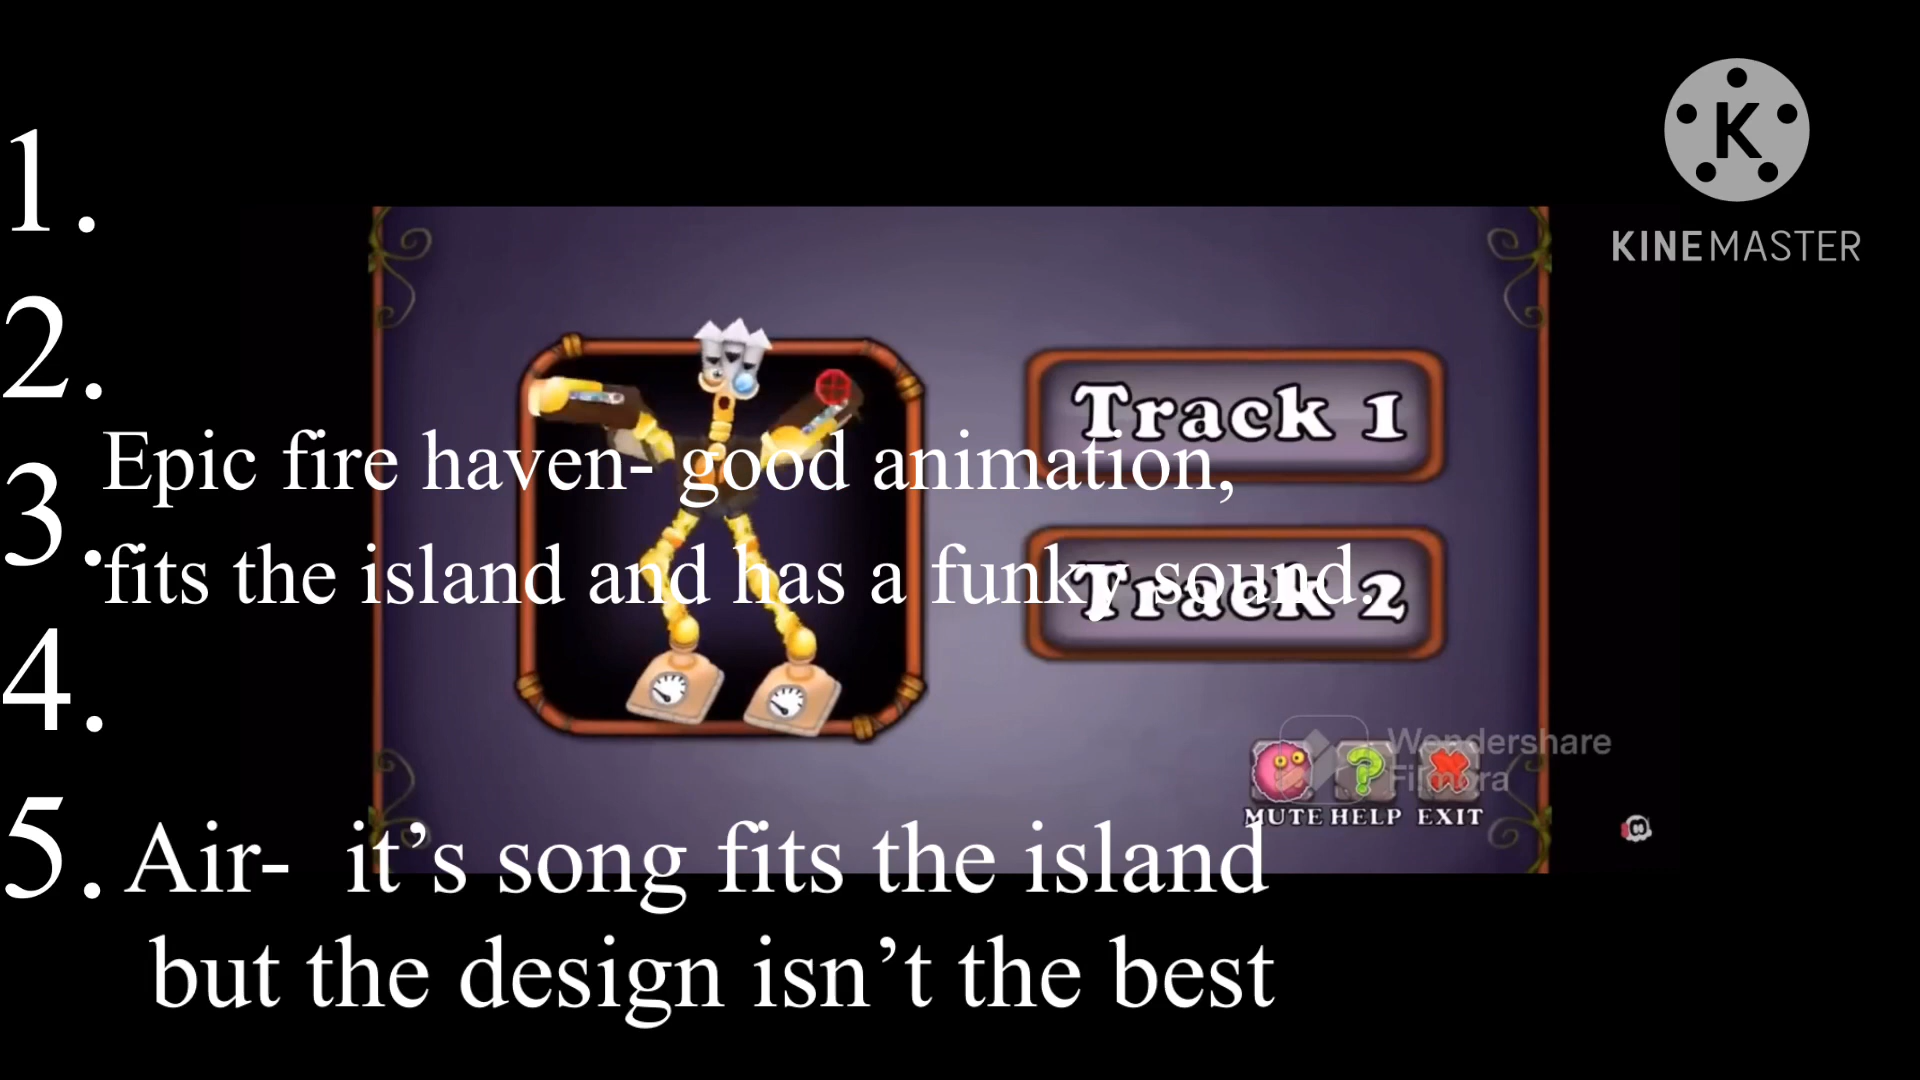 K
KINEMASTER
1.
2.
Track 1
3. Epic fire haven- good animation,
fits the island and has a funky sound.
Track 2
4.
Wondershare
Filmora
MUTE HELP EXIT
5. Air- it’s song fits the island
but the design isn’t the best